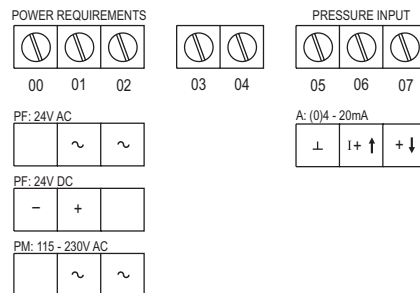 POWER REQUIREMENTS
PRESSURE INPUT
00 01 02 03 04 05 06 07
PF: 24V AC
A: (0)4 - 20mA
~ ~
⊥ I+ ↑ + ↓
PF: 24V DC
− +
PM: 115 - 230V AC
~ ~